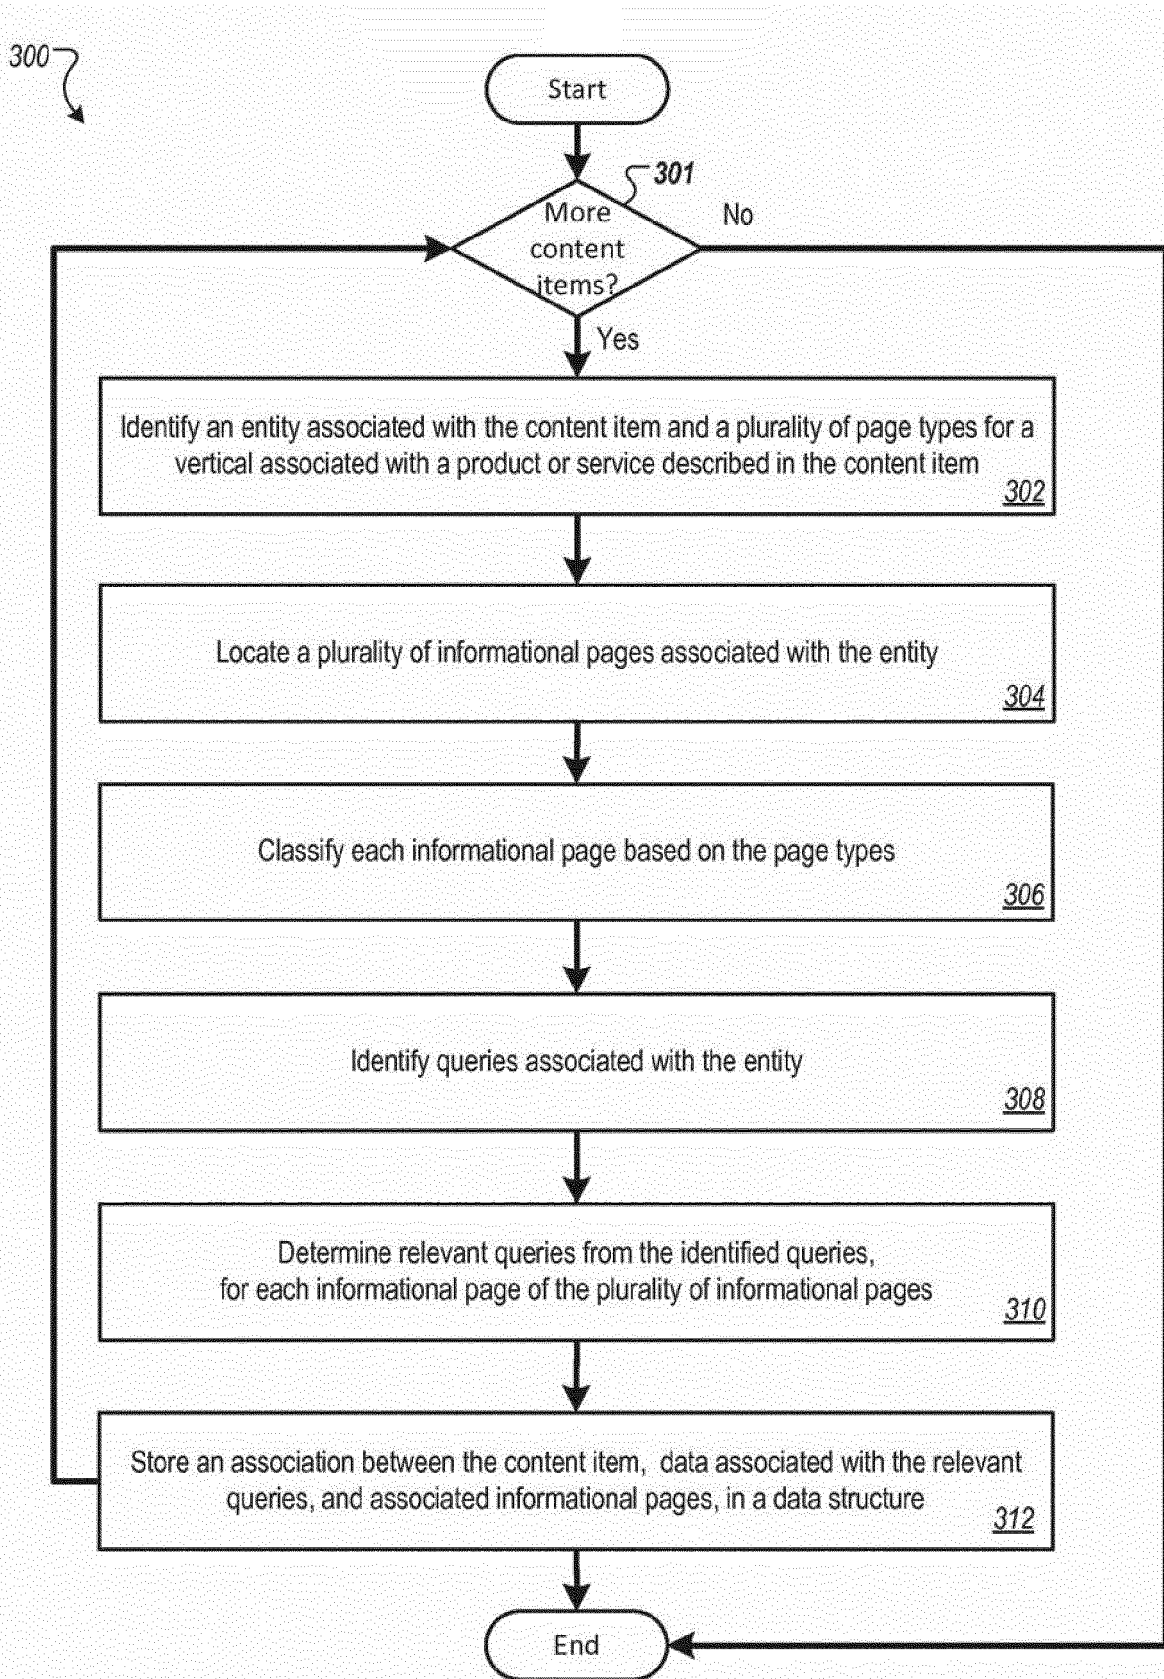 300
Start
301
More
content
items?
No
Yes
Identify an entity associated with the content item and a plurality of page types for a
vertical associated with a product or service described in the content item
302
Locate a plurality of informational pages associated with the entity
304
Classify each informational page based on the page types
306
Identify queries associated with the entity
308
Determine relevant queries from the identified queries,
for each informational page of the plurality of informational pages
310
Store an association between the content item, data associated with the relevant
queries, and associated informational pages, in a data structure
312
End